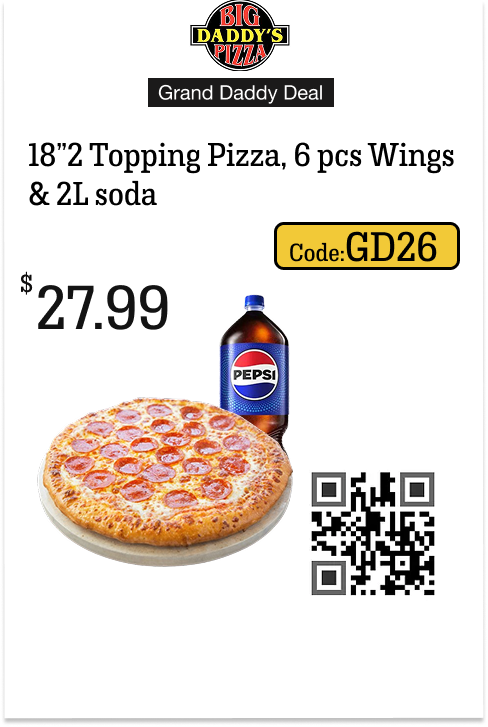 BIG
DADDY'S
PIZZA
Grand Daddy Deal
18”2 Topping Pizza, 6 pcs Wings
& 2L soda
Code:GD26
$27.99
PEPSI